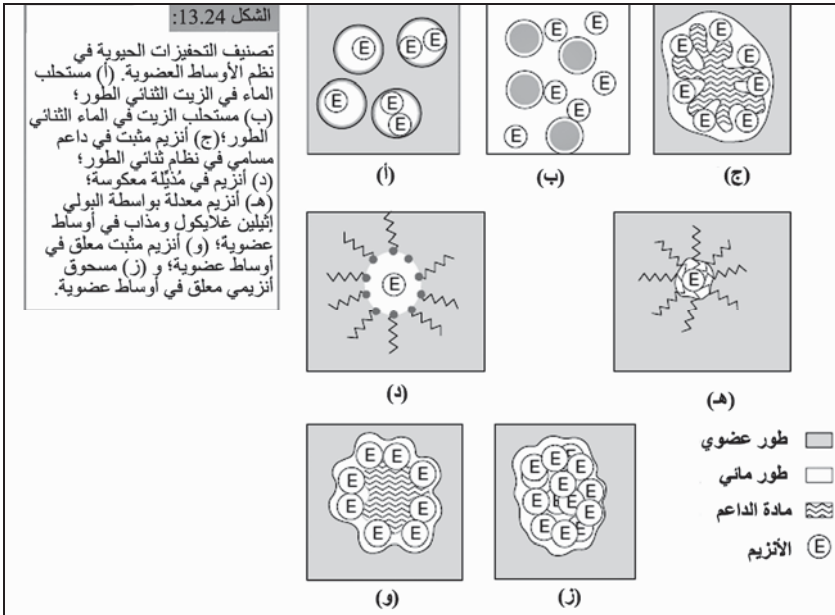 الشكل 13.24:
تصنيف التحفيزات الحيوية في
نظم الأوساط العضوية. (أ) مستحلب
الماء في الزيت الثنائي الطور؛
(ب) مستحلب الزيت في الماء الثنائي
الطور؛(ج) أنزيم مثبت في داعم
مسامي في نظام ثنائي الطور؛
(د) أنزيم في مُذيَّلة معكوسة؛
(هـ) أنزيم معدلة بواسطة البولي
إثيلين غلايكول ومذاب في أوساط
عضوية؛ (و) أنزيم مثبت معلق في
أوساط عضوية؛ و (ز) مسحوق
أنزيمي معلق في أوساط عضوية.
E E E E E E
E E E E E
E E E E E E E
(أ) (ب) (ج)
E E
(د) (هـ)
E E E E E E E E
E E E E E E E E E E E E
(و) (ز)
طور عضوي
طور مائي
مادة الداعم
E الأنزيم